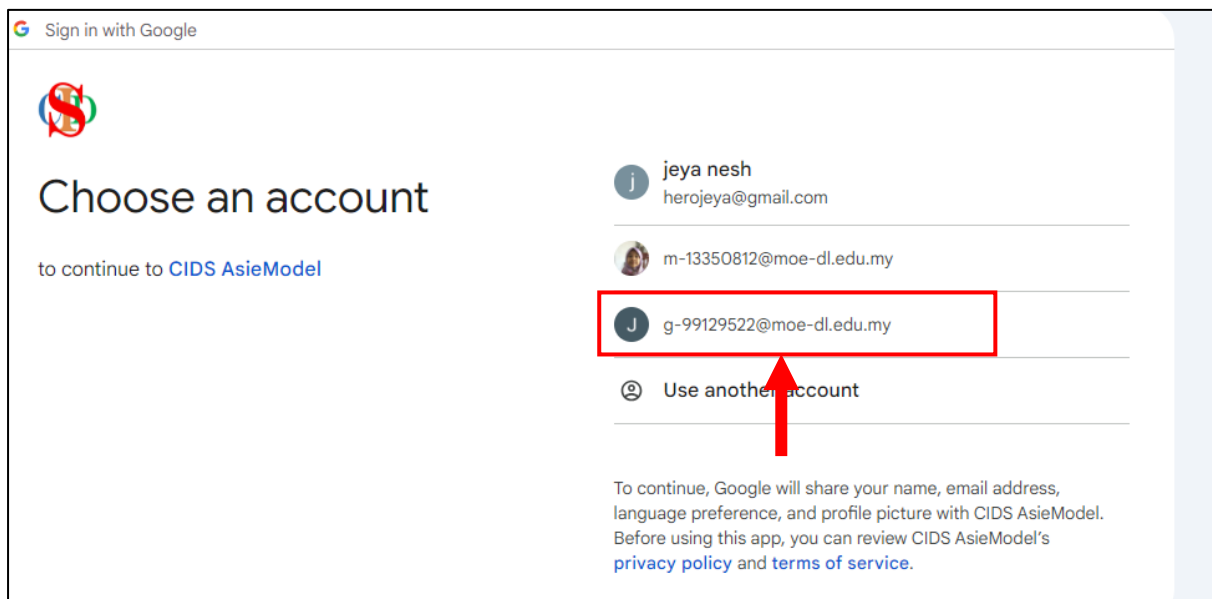 Sign in with Google
CIDS
Choose an account
to continue to CIDS AsieModel
j
jeya nesh
herojeya@gmail.com
m-13350812@moe-dl.edu.my
J
g-99129522@moe-dl.edu.my
Use another account
To continue, Google will share your name, email address,
language preference, and profile picture with CIDS AsieModel.
Before using this app, you can review CIDS AsieModel's
privacy policy and terms of service.